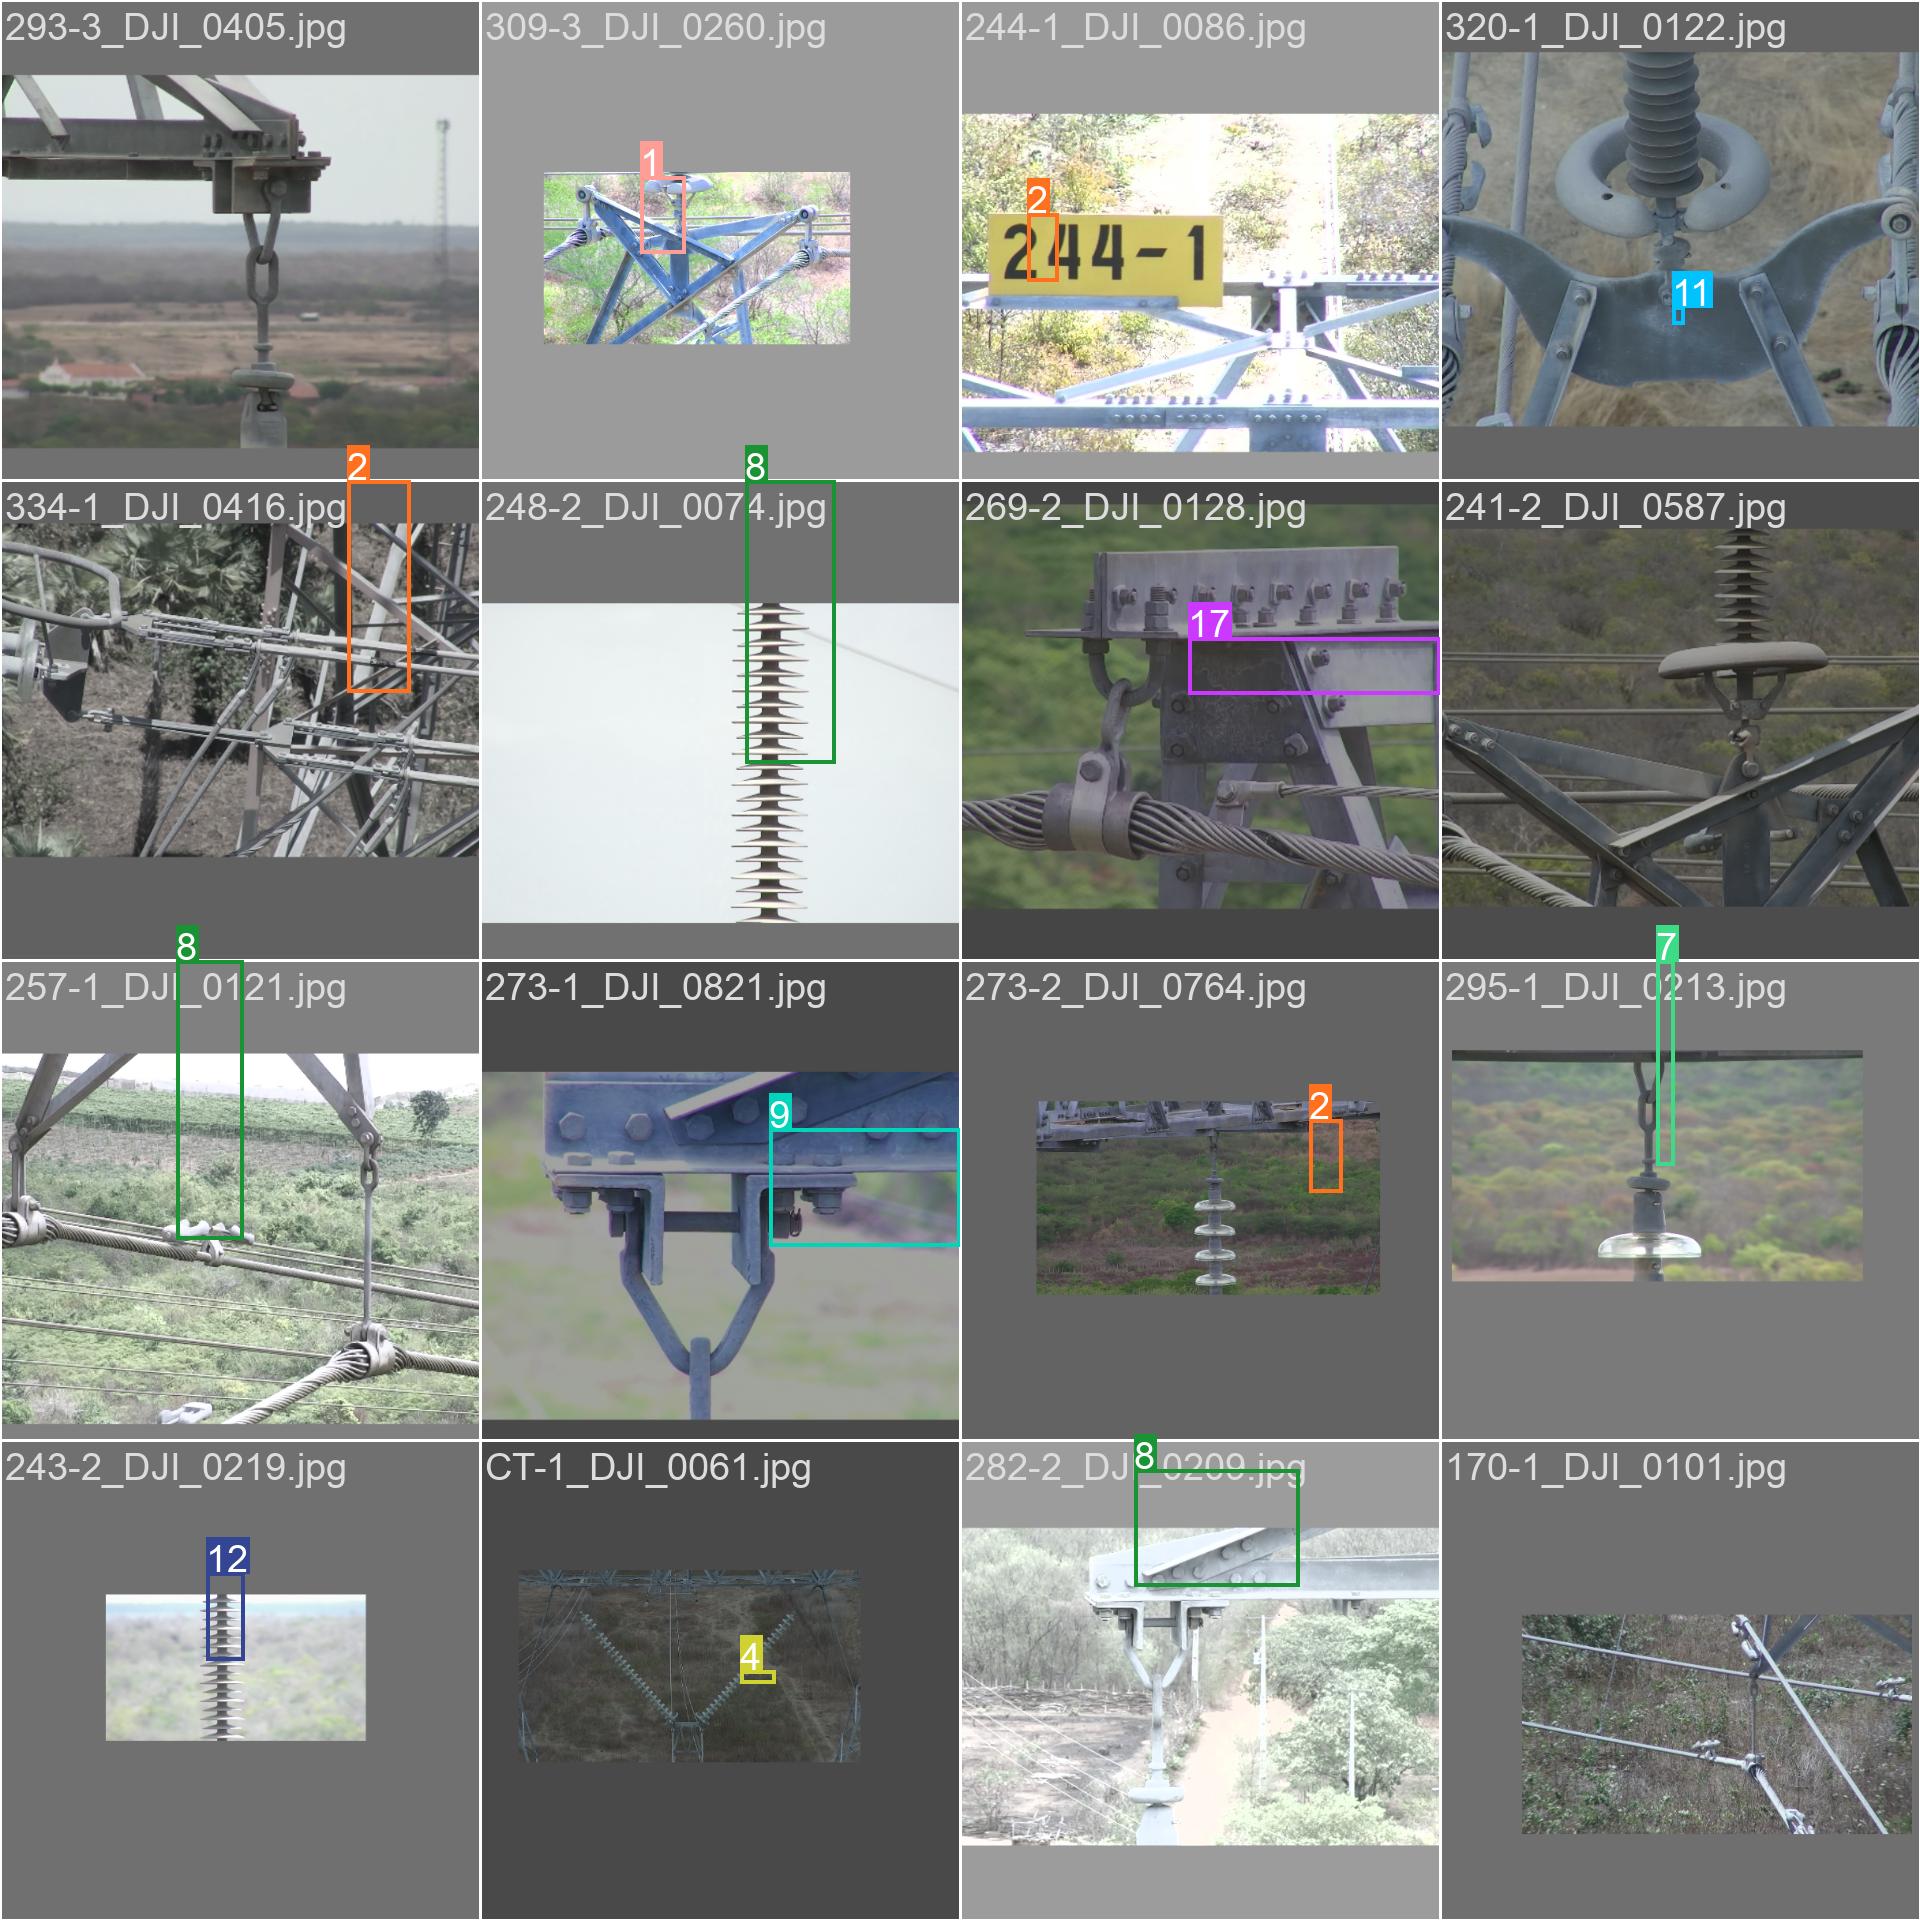 293-3_DJI_0405.jpg
309-3_DJI_0260.jpg
244-1_DJI_0086.jpg
320-1_DJI_0122.jpg
1
2
244-1
11
2
8
334-1_DJI_0416.jpg
248-2_DJI_0074.jpg
269-2_DJI_0128.jpg
241-2_DJI_0587.jpg
17
8
7
257-1_DJI_0121.jpg
273-1_DJI_0821.jpg
273-2_DJI_0764.jpg
295-1_DJI_0213.jpg
9
2
8
243-2_DJI_0219.jpg
CT-1_DJI_0061.jpg
282-2_DJI_0209.jpg
170-1_DJI_0101.jpg
12
4